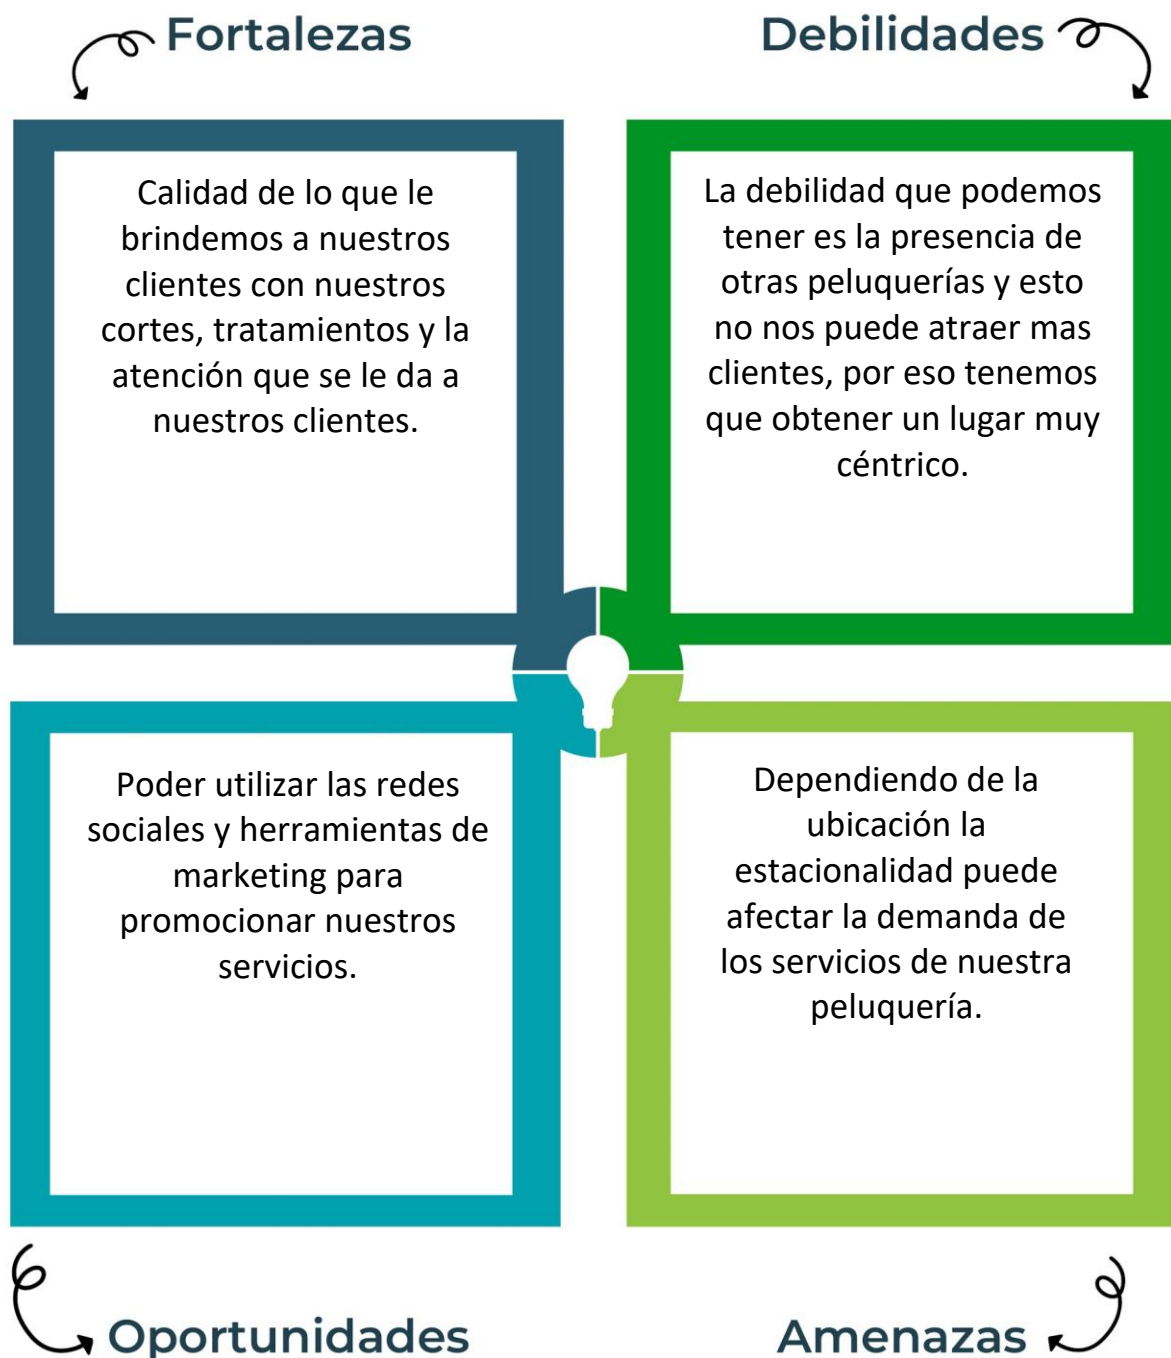 Fortalezas
Calidad de lo que le
brindemos a nuestros
clientes con nuestros
cortes, tratamientos y la
atención que se le da a
nuestros clientes.
Debilidades
La debilidad que podemos
tener es la presencia de
otras peluquerías y esto
no nos puede atraer mas
clientes, por eso tenemos
que obtener un lugar muy
céntrico.
Poder utilizar las redes
sociales y herramientas de
marketing para
promocionar nuestros
servicios.
Oportunidades
Dependiendo de la
ubicación la
estacionalidad puede
afectar la demanda de
los servicios de nuestra
peluquería.
Amenazas